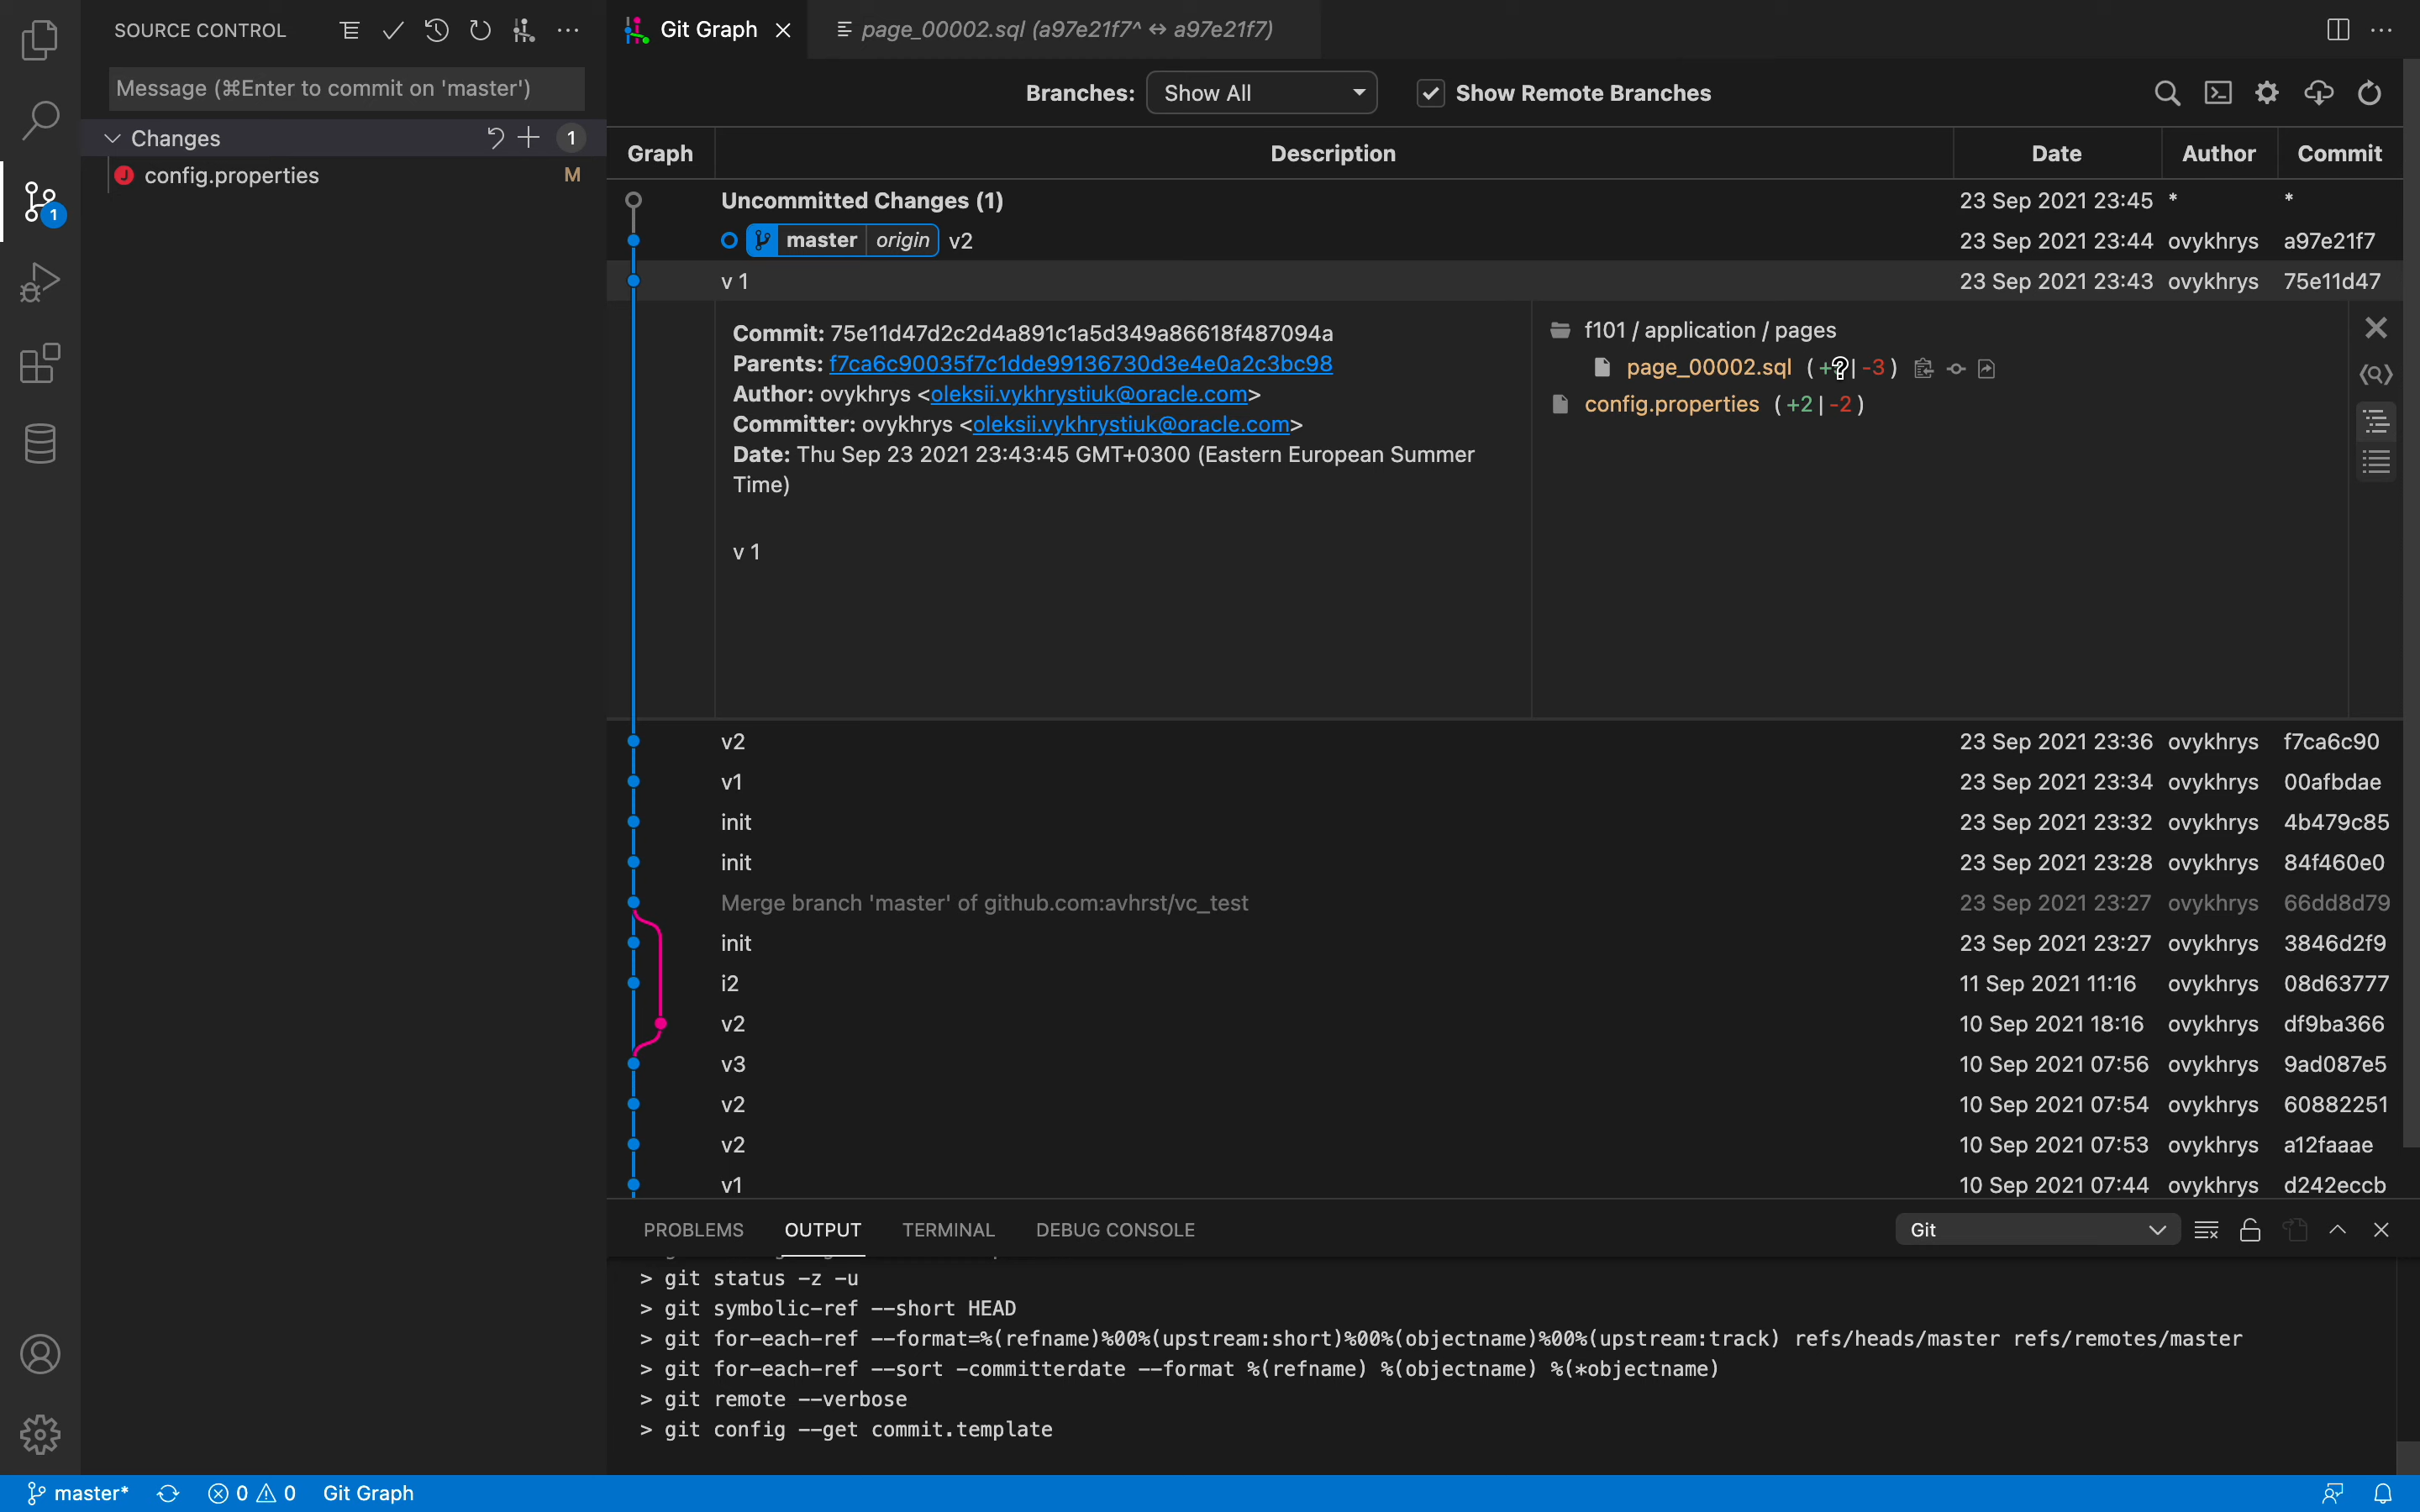 SOURCE CONTROL
Message (⌘Enter to commit on 'master')
Changes 1
config.properties M
1
Git Graph
page_00002.sql (a97e21f7^ ↔ a97e21f7)
Branches: Show All Show Remote Branches
Graph Description Date Author Commit
Uncommitted Changes (1) 23 Sep 2021 23:45 * *
master origin v2 23 Sep 2021 23:44 ovykhrys a97e21f7
v 1 23 Sep 2021 23:43 ovykhrys 75e11d47
Commit: 75e11d47d2c2d4a891c1a5d349a86618f487094a
Parents: f7ca6c90035f7c1dde99136730d3e4e0a2c3bc98
Author: ovykhrys <oleksii.vykhrystiuk@oracle.com>
Committer: ovykhrys <oleksii.vykhrystiuk@oracle.com>
Date: Thu Sep 23 2021 23:43:45 GMT+0300 (Eastern European Summer
Time)
v 1
f101 / application / pages
page_00002.sql (+ | -3)
config.properties (+2 | -2)
v2 23 Sep 2021 23:36 ovykhrys f7ca6c90
v1 23 Sep 2021 23:34 ovykhrys 00afbdae
init 23 Sep 2021 23:32 ovykhrys 4b479c85
init 23 Sep 2021 23:28 ovykhrys 84f460e0
Merge branch 'master' of github.com:avhrst/vc_test 23 Sep 2021 23:27 ovykhrys 66dd8d79
init 23 Sep 2021 23:27 ovykhrys 3846d2f9
i2 11 Sep 2021 11:16 ovykhrys 08d63777
v2 10 Sep 2021 18:16 ovykhrys df9ba366
v3 10 Sep 2021 07:56 ovykhrys 9ad087e5
v2 10 Sep 2021 07:54 ovykhrys 60882251
v2 10 Sep 2021 07:53 ovykhrys a12faaae
v1 10 Sep 2021 07:44 ovykhrys d242eccb
PROBLEMS OUTPUT TERMINAL DEBUG CONSOLE Git
> git status -z -u
> git symbolic-ref --short HEAD
> git for-each-ref --format=%(refname)%00%(upstream:short)%00%(objectname)%00%(upstream:track) refs/heads/master refs/remotes/master
> git for-each-ref --sort -committerdate --format %(refname) %(objectname) %(*objectname)
> git remote --verbose
> git config --get commit.template
master* 0 0 Git Graph